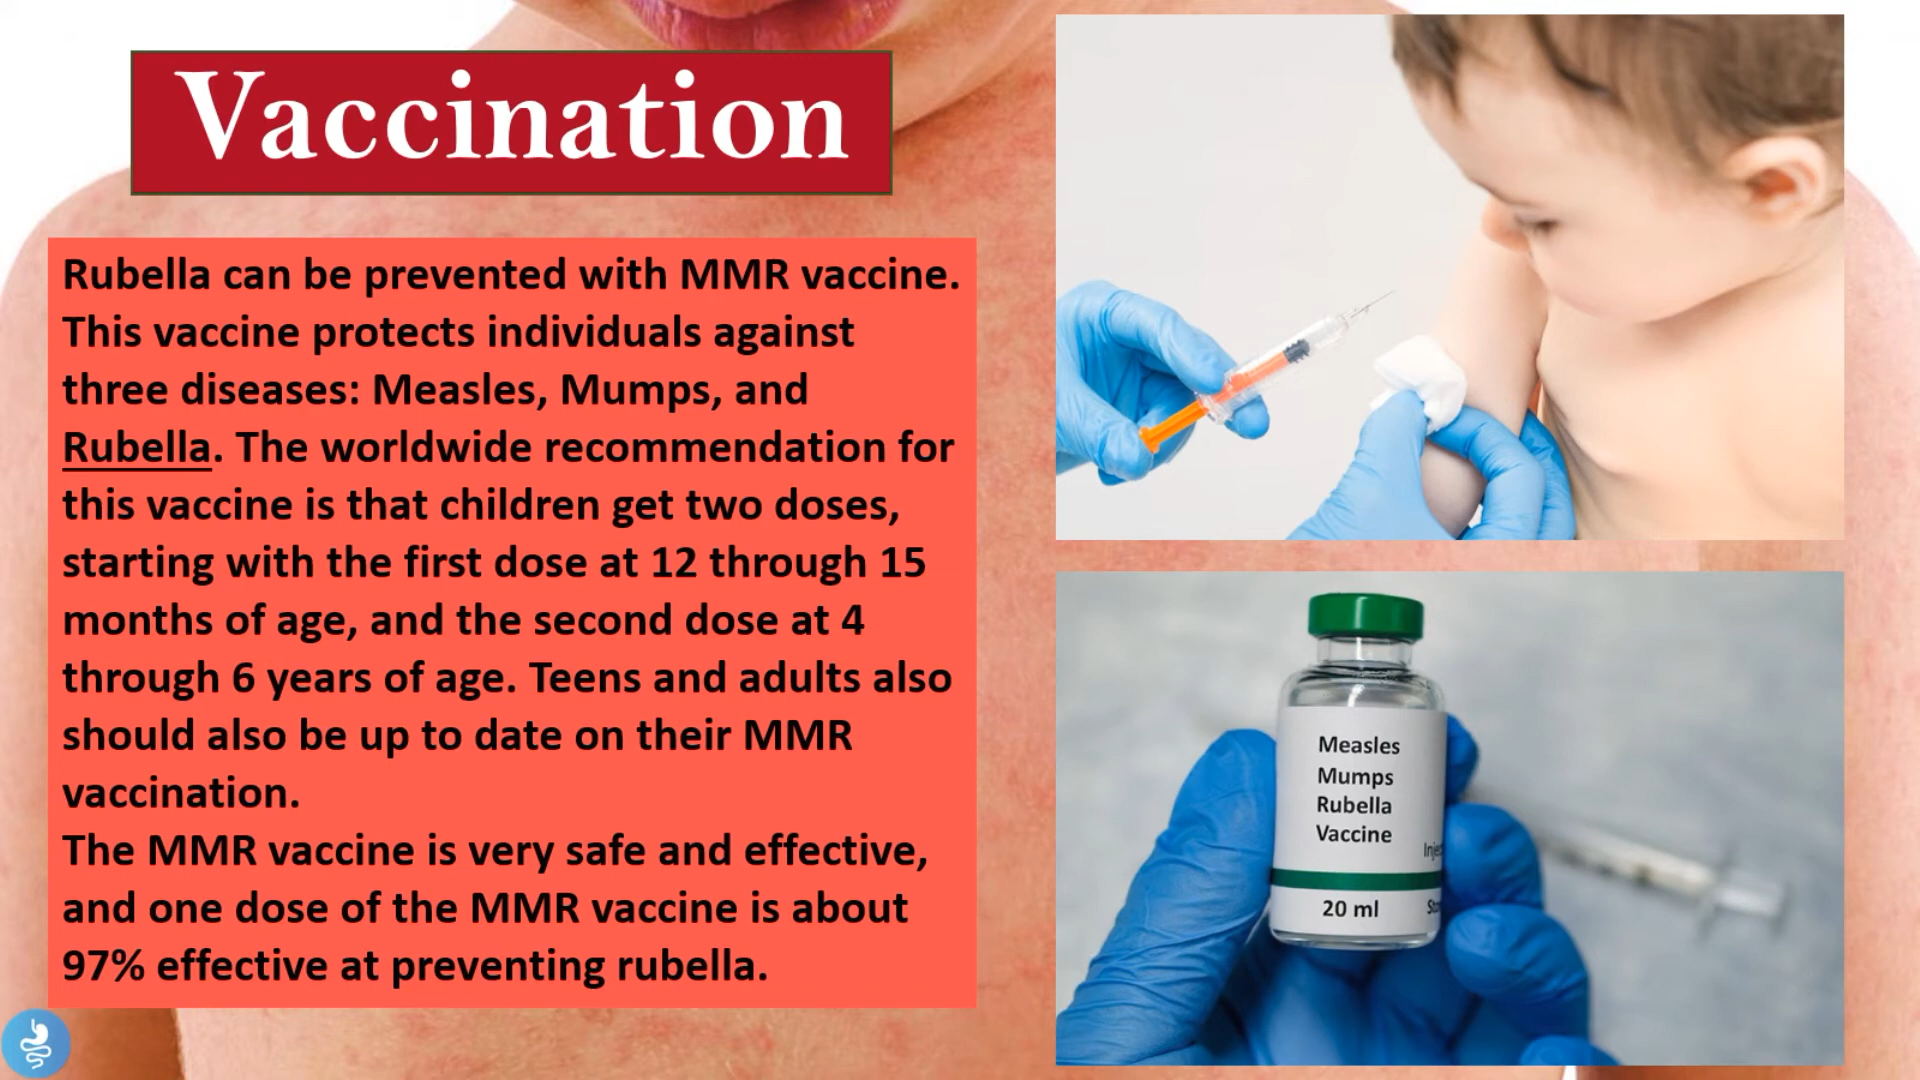 Vaccination
Rubella can be prevented with MMR vaccine.
This vaccine protects individuals against
three diseases: Measles, Mumps, and
Rubella. The worldwide recommendation for
this vaccine is that children get two doses,
starting with the first dose at 12 through 15
months of age, and the second dose at 4
through 6 years of age. Teens and adults also
should also be up to date on their MMR
vaccination.
The MMR vaccine is very safe and effective,
and one dose of the MMR vaccine is about
97% effective at preventing rubella.
Measles
Mumps
Rubella
Vaccine
20 ml